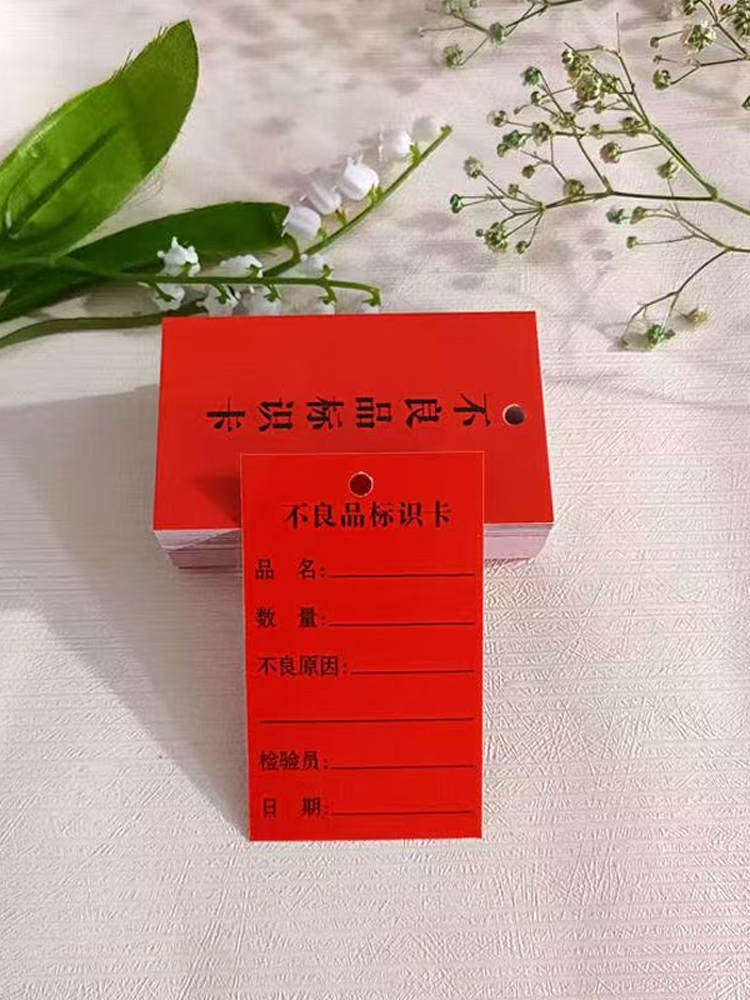 不良品标识卡
不良品标识卡
品 名:
数 量:
不良原因:
检验员:
日 期: